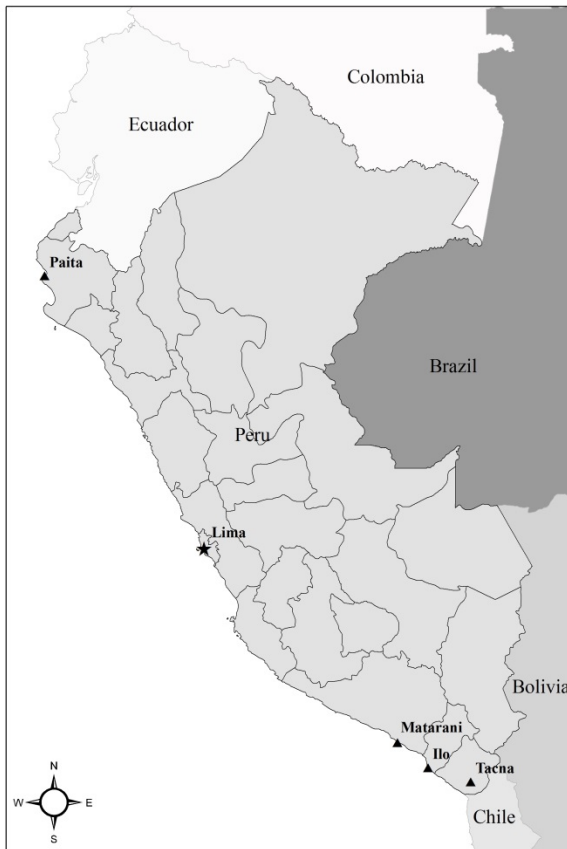 Colombia
Ecuador
Paita
Brazil
Peru
Lima
Bolivia
Matarani
Ilo
Tacna
Chile
N
W
E
S